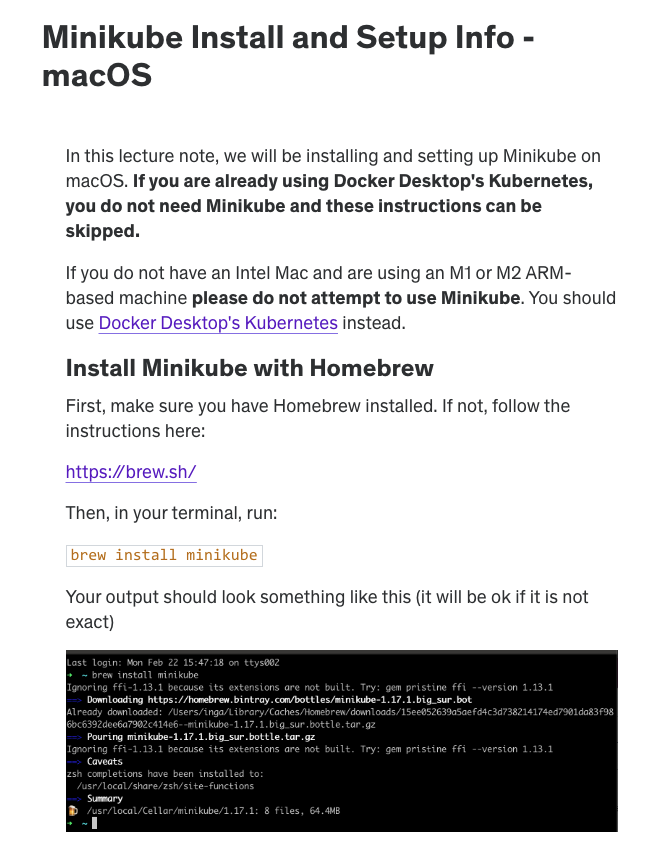 Minikube Install and Setup Info -
macOS
In this lecture note, we will be installing and setting up Minikube on
macOS. If you are already using Docker Desktop's Kubernetes,
you do not need Minikube and these instructions can be
skipped.
If you do not have an Intel Mac and are using an M1 or M2 ARM-
based machine please do not attempt to use Minikube. You should
use Docker Desktop's Kubernetes instead.
Install Minikube with Homebrew
First, make sure you have Homebrew installed. If not, follow the
instructions here:
https://brew.sh/
Then, in your terminal, run:
brew install minikube
Your output should look something like this (it will be ok if it is not
exact)
Last login: Mon Feb 22 15:47:18 on ttys002
→ ~ brew install minikube
Ignoring ffi-1.13.1 because its extensions are not built. Try: gem pristine ffi --version 1.13.1
==> Downloading https://homebrew.bintray.com/bottles/minikube-1.17.1.big_sur.bot
Already downloaded: /Users/inga/Library/Caches/Homebrew/downloads/15ee052639a5aefd4c3d738214174ed7901da83f98
6bc6392dee6a7902c414e6--minikube-1.17.1.big_sur.bottle.tar.gz
==> Pouring minikube-1.17.1.big_sur.bottle.tar.gz
Ignoring ffi-1.13.1 because its extensions are not built. Try: gem pristine ffi --version 1.13.1
==> Caveats
zsh completions have been installed to:
/usr/local/share/zsh/site-functions
==> Summary
🍺 /usr/local/Cellar/minikube/1.17.1: 8 files, 64.4MB
→ ~